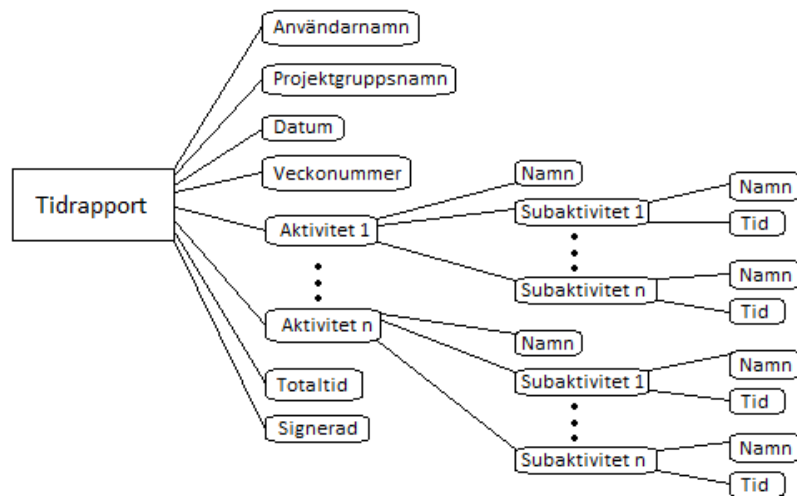 Tidrapport
Användarnamn
Projektgruppsnamn
Datum
Veckonummer
Aktivitet 1
Namn
Subaktivitet 1
Namn
Tid
Subaktivitet n
Namn
Tid
Aktivitet n
Namn
Subaktivitet 1
Namn
Tid
Subaktivitet n
Namn
Tid
Totaltid
Signerad